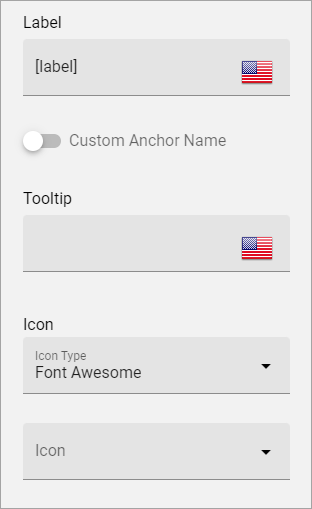 Label
[label]
Custom Anchor Name
Tooltip
Icon
Icon Type
Font Awesome
Icon